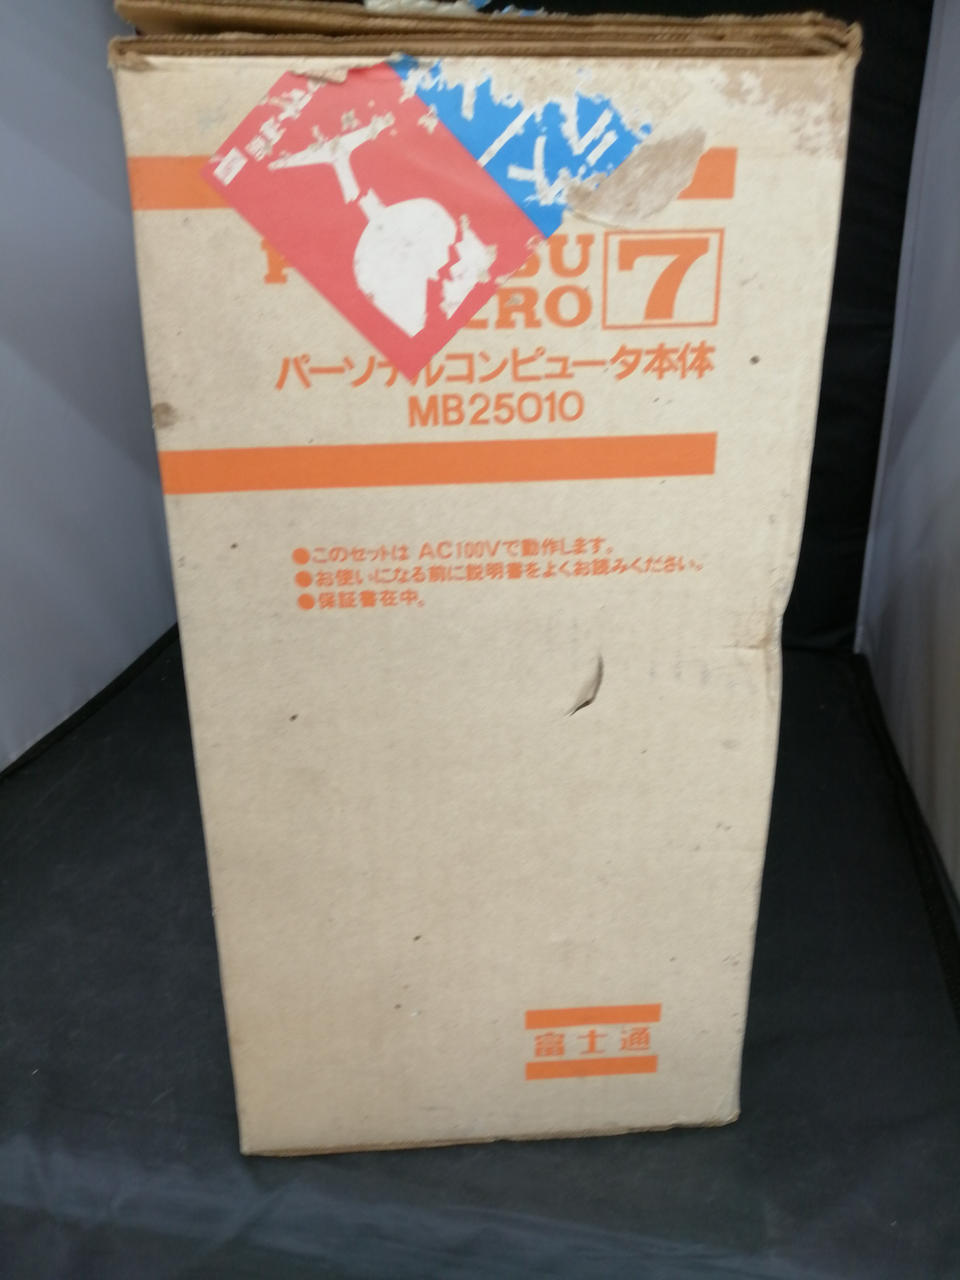 7
パーソナルコンピュータ本体
MB25010
●このセットは AC100Vで動作します。
●お使いになる前に説明書をよくお読みください。
●保証書在中。
富士通